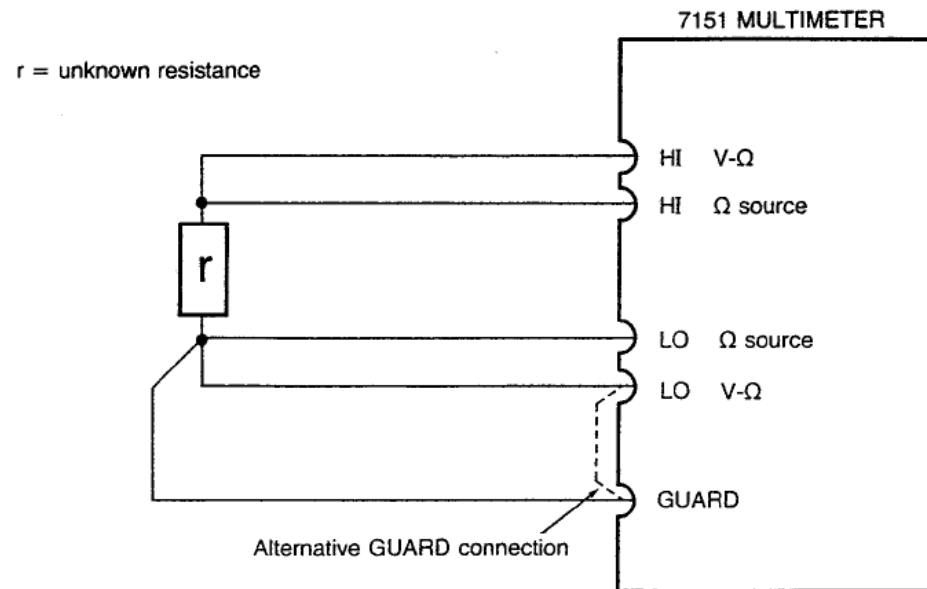 7151 MULTIMETER
r = unknown resistance
HI V-Ω
HI Ω source
r
LO Ω source
LO V-Ω
GUARD
Alternative GUARD connection